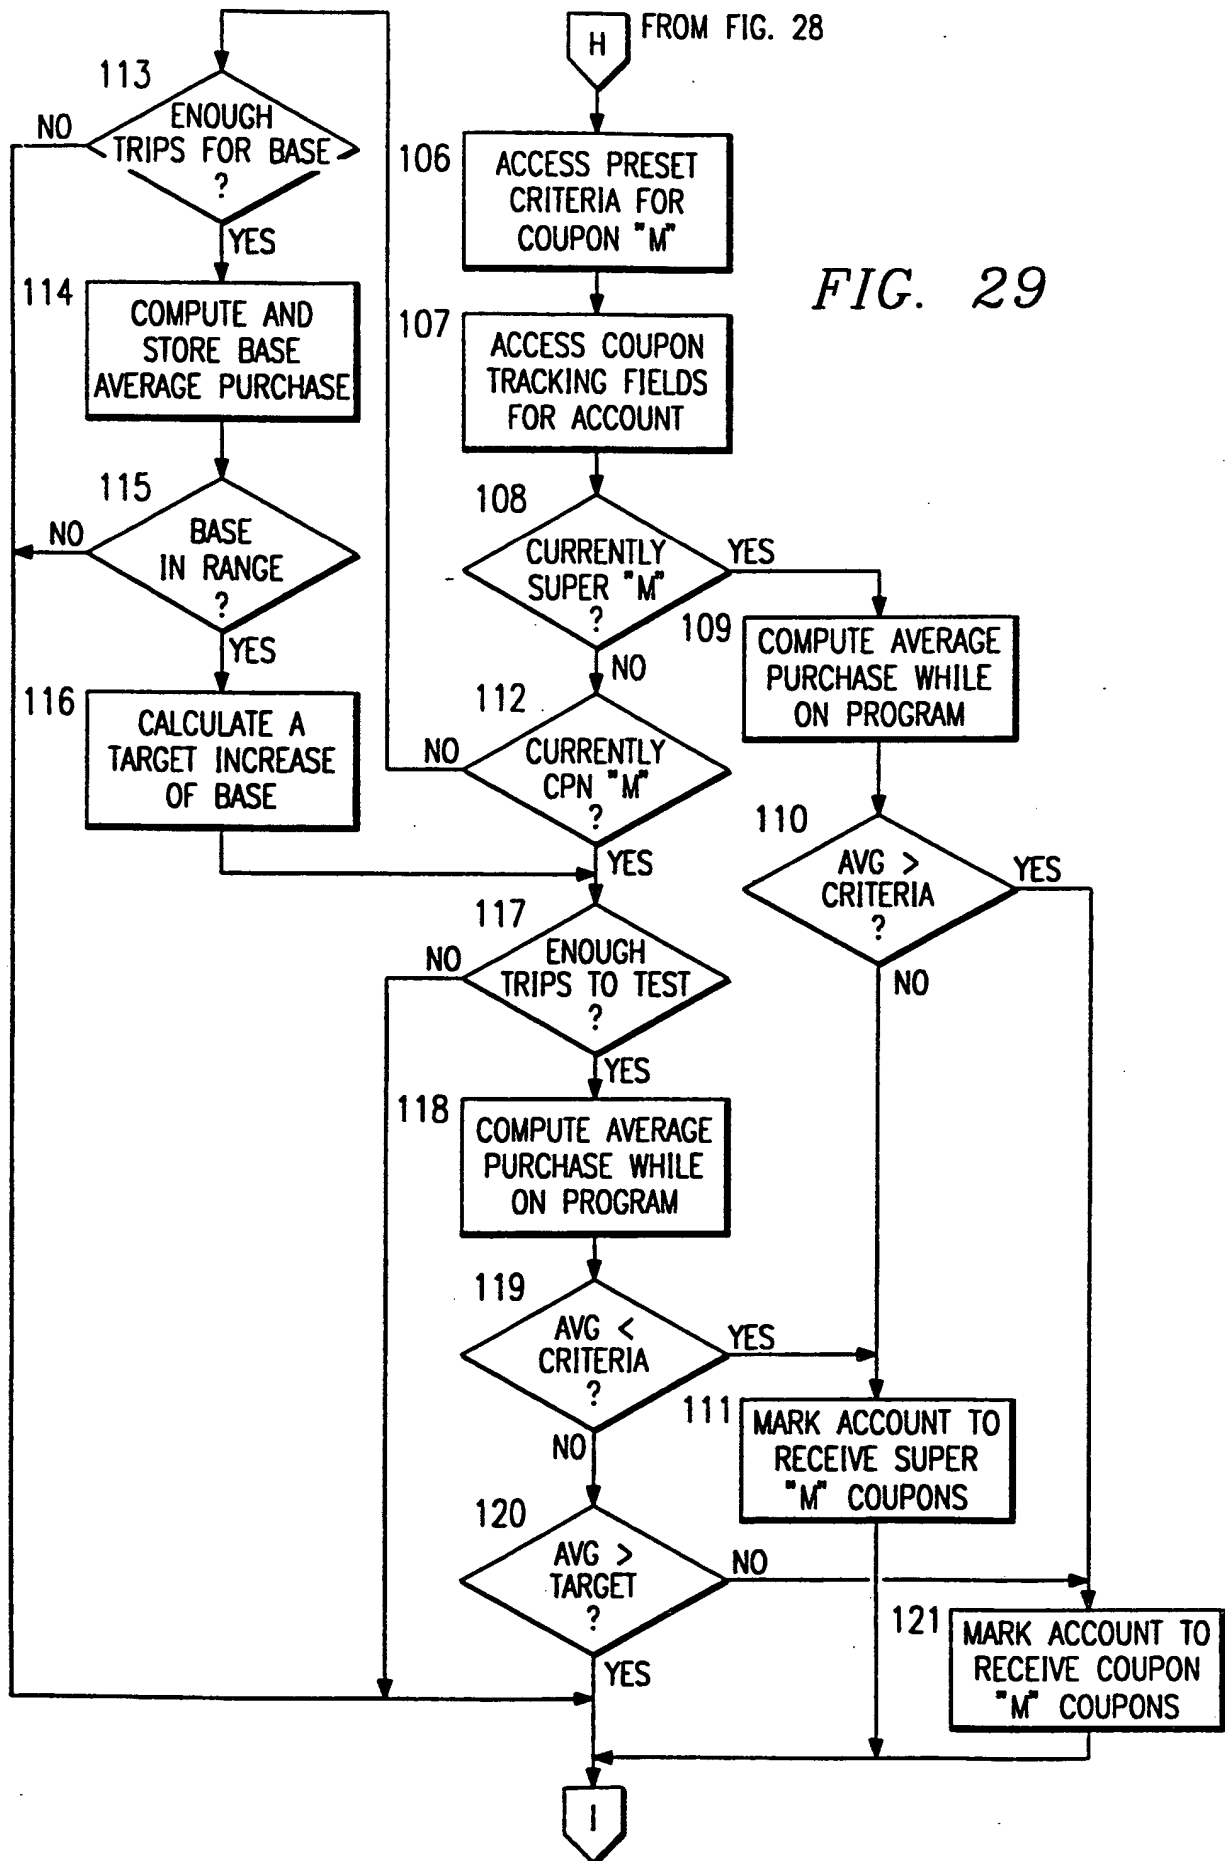 H
FROM FIG. 28
113
ENOUGH
TRIPS FOR BASE
?
NO
YES
106
ACCESS PRESET
CRITERIA FOR
COUPON "M"
FIG. 29
114
COMPUTE AND
STORE BASE
AVERAGE PURCHASE
107
ACCESS COUPON
TRACKING FIELDS
FOR ACCOUNT
115
BASE
IN RANGE
?
NO
YES
108
CURRENTLY
SUPER "M"
?
YES
NO
109
COMPUTE AVERAGE
PURCHASE WHILE
ON PROGRAM
116
CALCULATE A
TARGET INCREASE
OF BASE
112
CURRENTLY
CPN "M"
?
NO
YES
110
AVG >
CRITERIA
?
YES
NO
117
ENOUGH
TRIPS TO TEST
?
NO
YES
118
COMPUTE AVERAGE
PURCHASE WHILE
ON PROGRAM
119
AVG <
CRITERIA
?
YES
NO
111
MARK ACCOUNT TO
RECEIVE SUPER
"M" COUPONS
120
AVG >
TARGET
?
NO
YES
121
MARK ACCOUNT TO
RECEIVE COUPON
"M" COUPONS
I